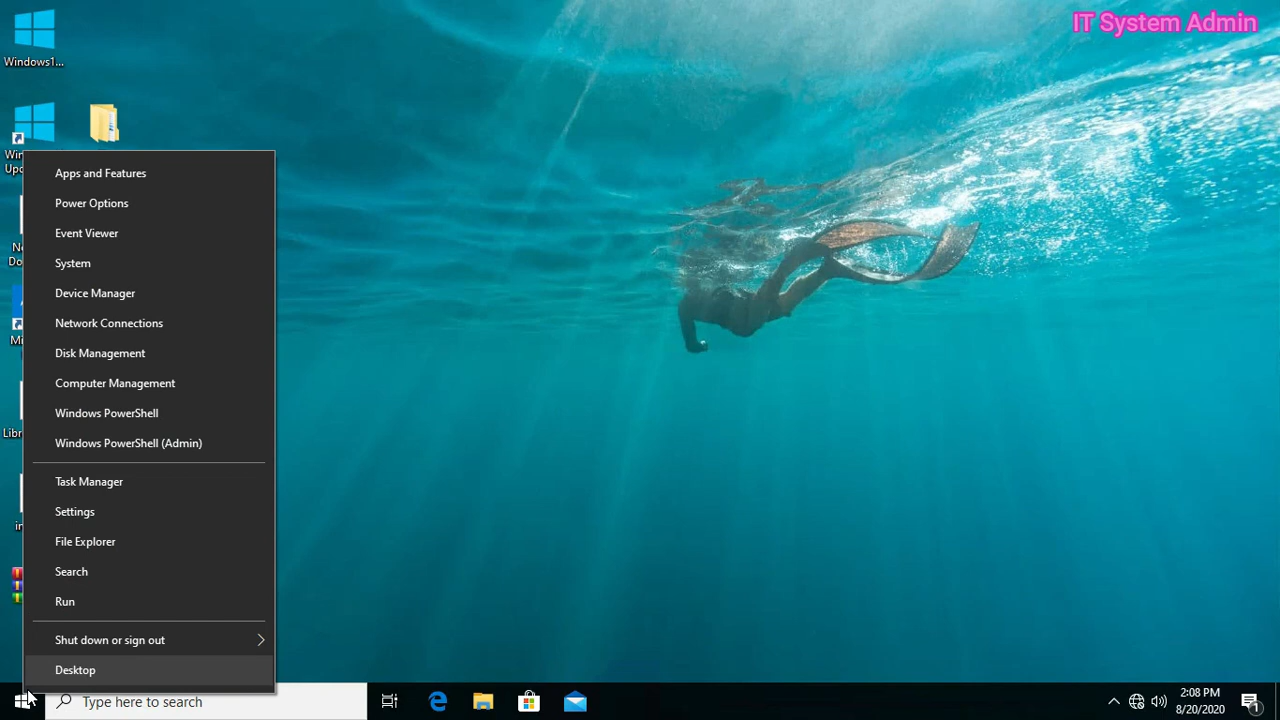 IT System Admin
Windows1...
Apps and Features
Power Options
Event Viewer
System
Device Manager
Network Connections
Disk Management
Computer Management
Windows PowerShell
Windows PowerShell (Admin)
Task Manager
Settings
File Explorer
Search
Run
Shut down or sign out
Desktop
Type here to search
2:08 PM
8/20/2020
1